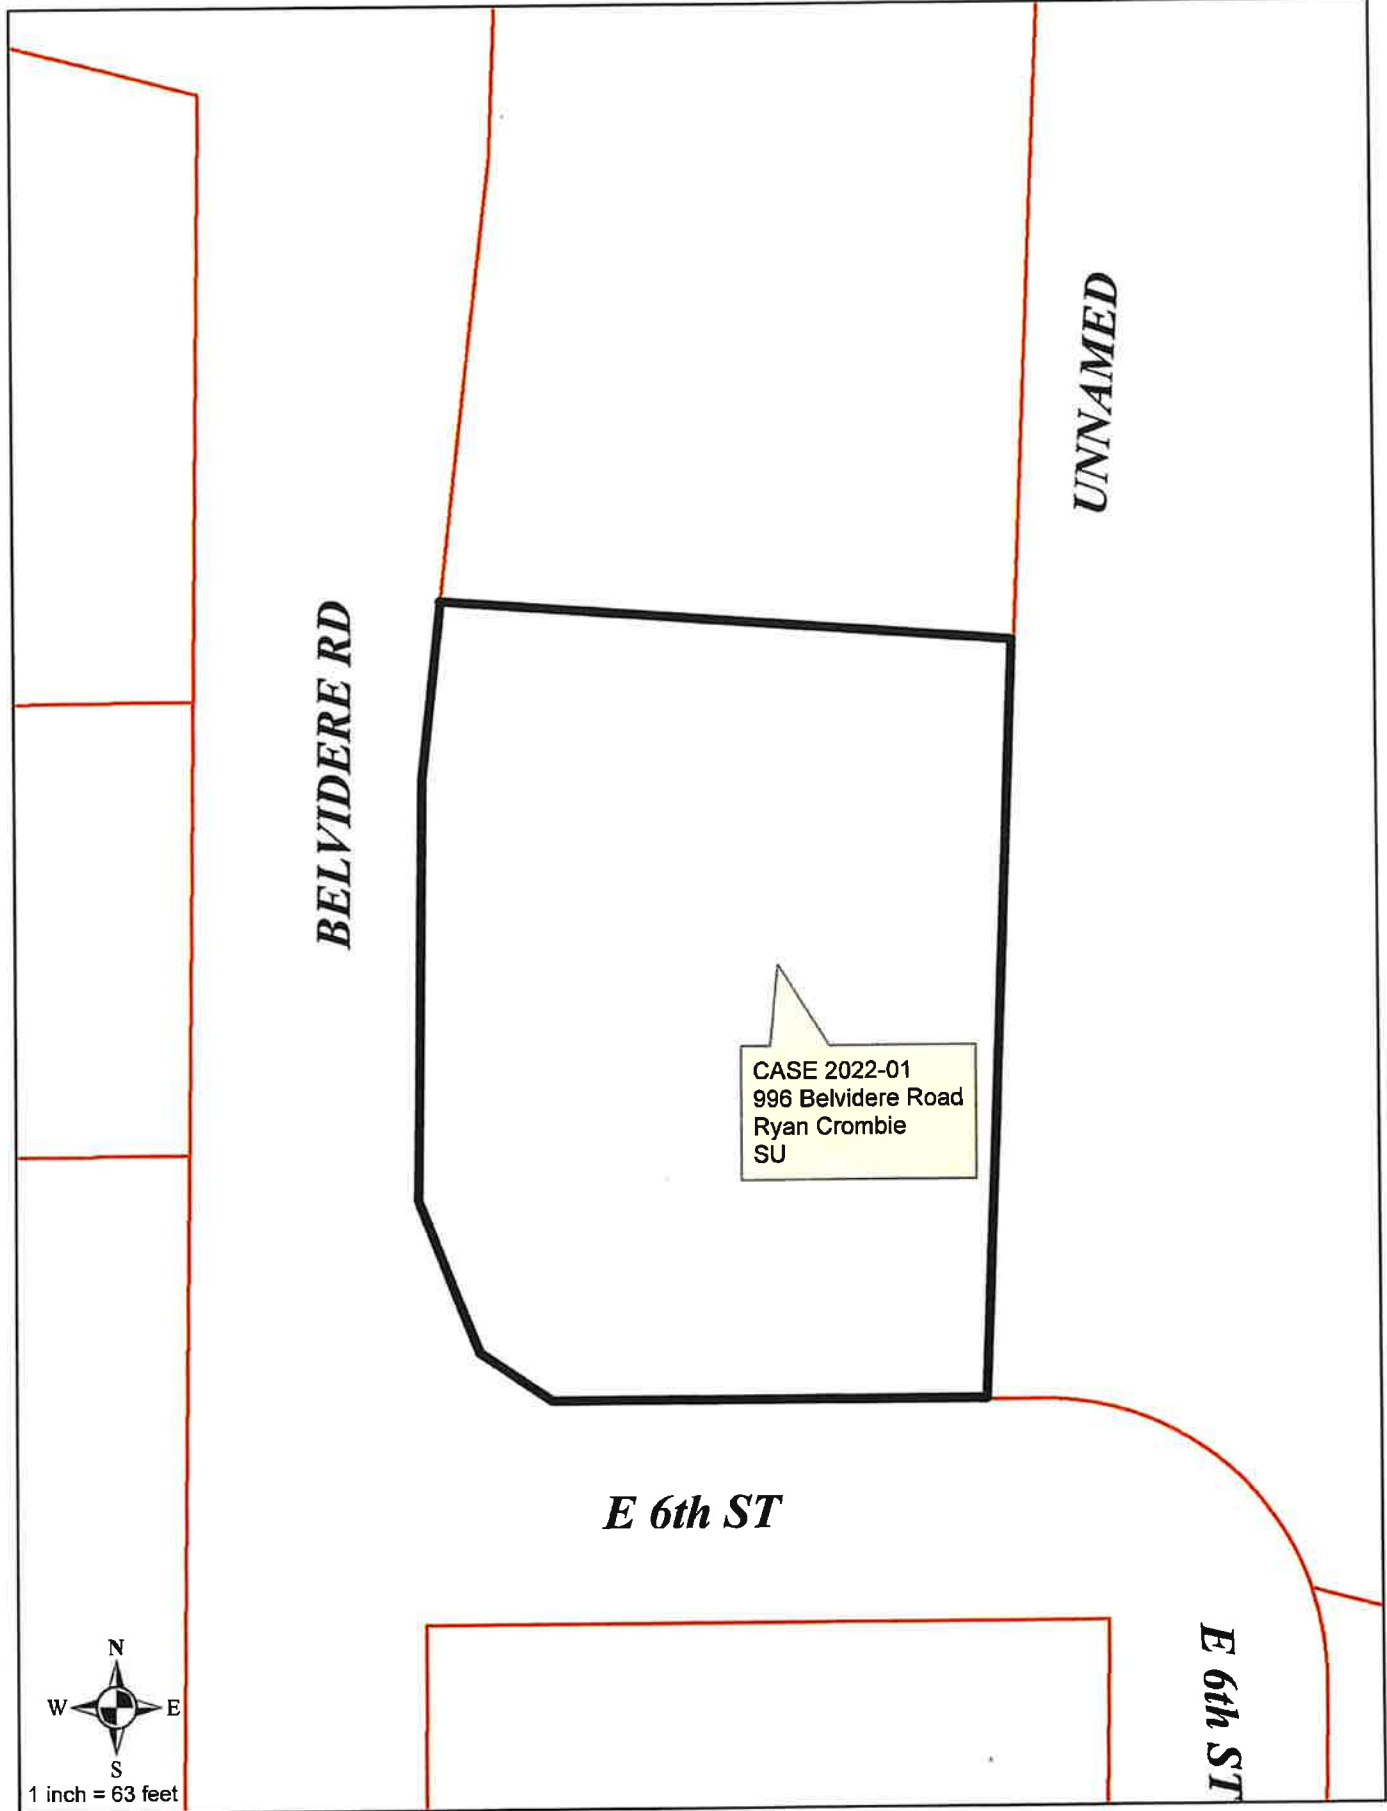 UNNAMED
BELVIDERE RD
CASE 2022-01
996 Belvidere Road
Ryan Crombie
SU
E 6th ST
E 6th ST
N
W E
S
1 inch = 63 feet